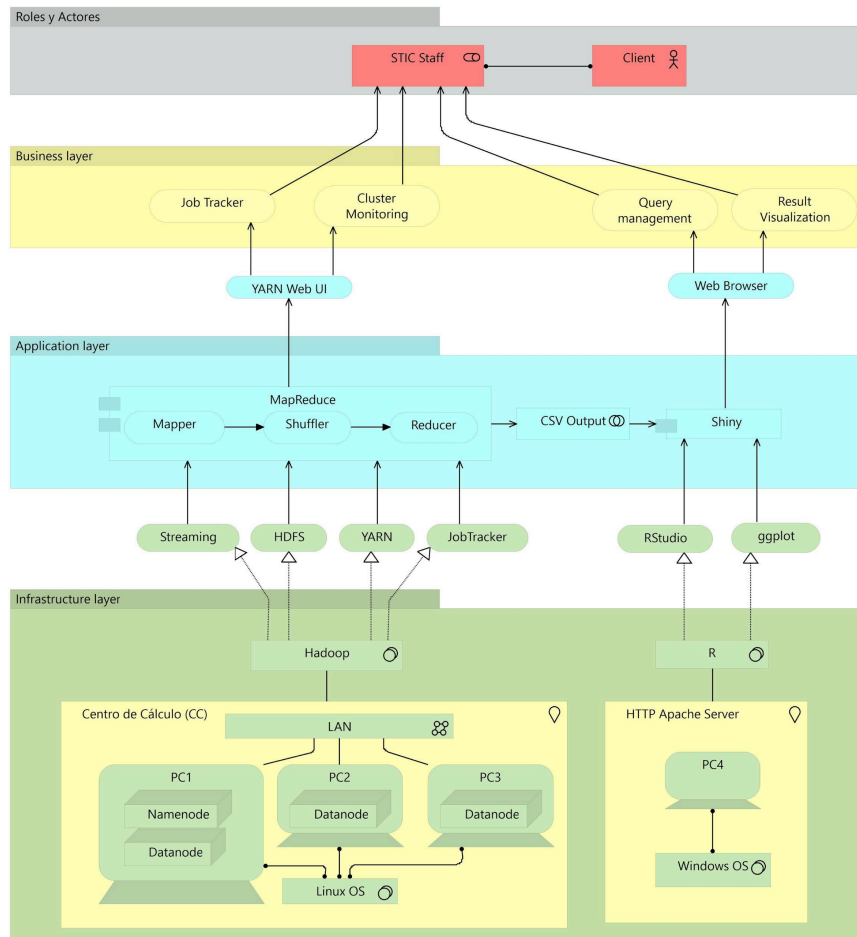 Roles y Actores
STIC Staff
Client
Business layer
Job Tracker
Cluster
Monitoring
Query
management
Result
Visualization
YARN Web UI
Web Browser
Application layer
MapReduce
Mapper
Shuffler
Reducer
CSV Output
Shiny
Streaming
HDFS
YARN
JobTracker
RStudio
ggplot
Infrastructure layer
Hadoop
R
Centro de Cálculo (CC)
LAN
PC1
Namenode
Datanode
PC2
Datanode
PC3
Datanode
Linux OS
HTTP Apache Server
PC4
Windows OS